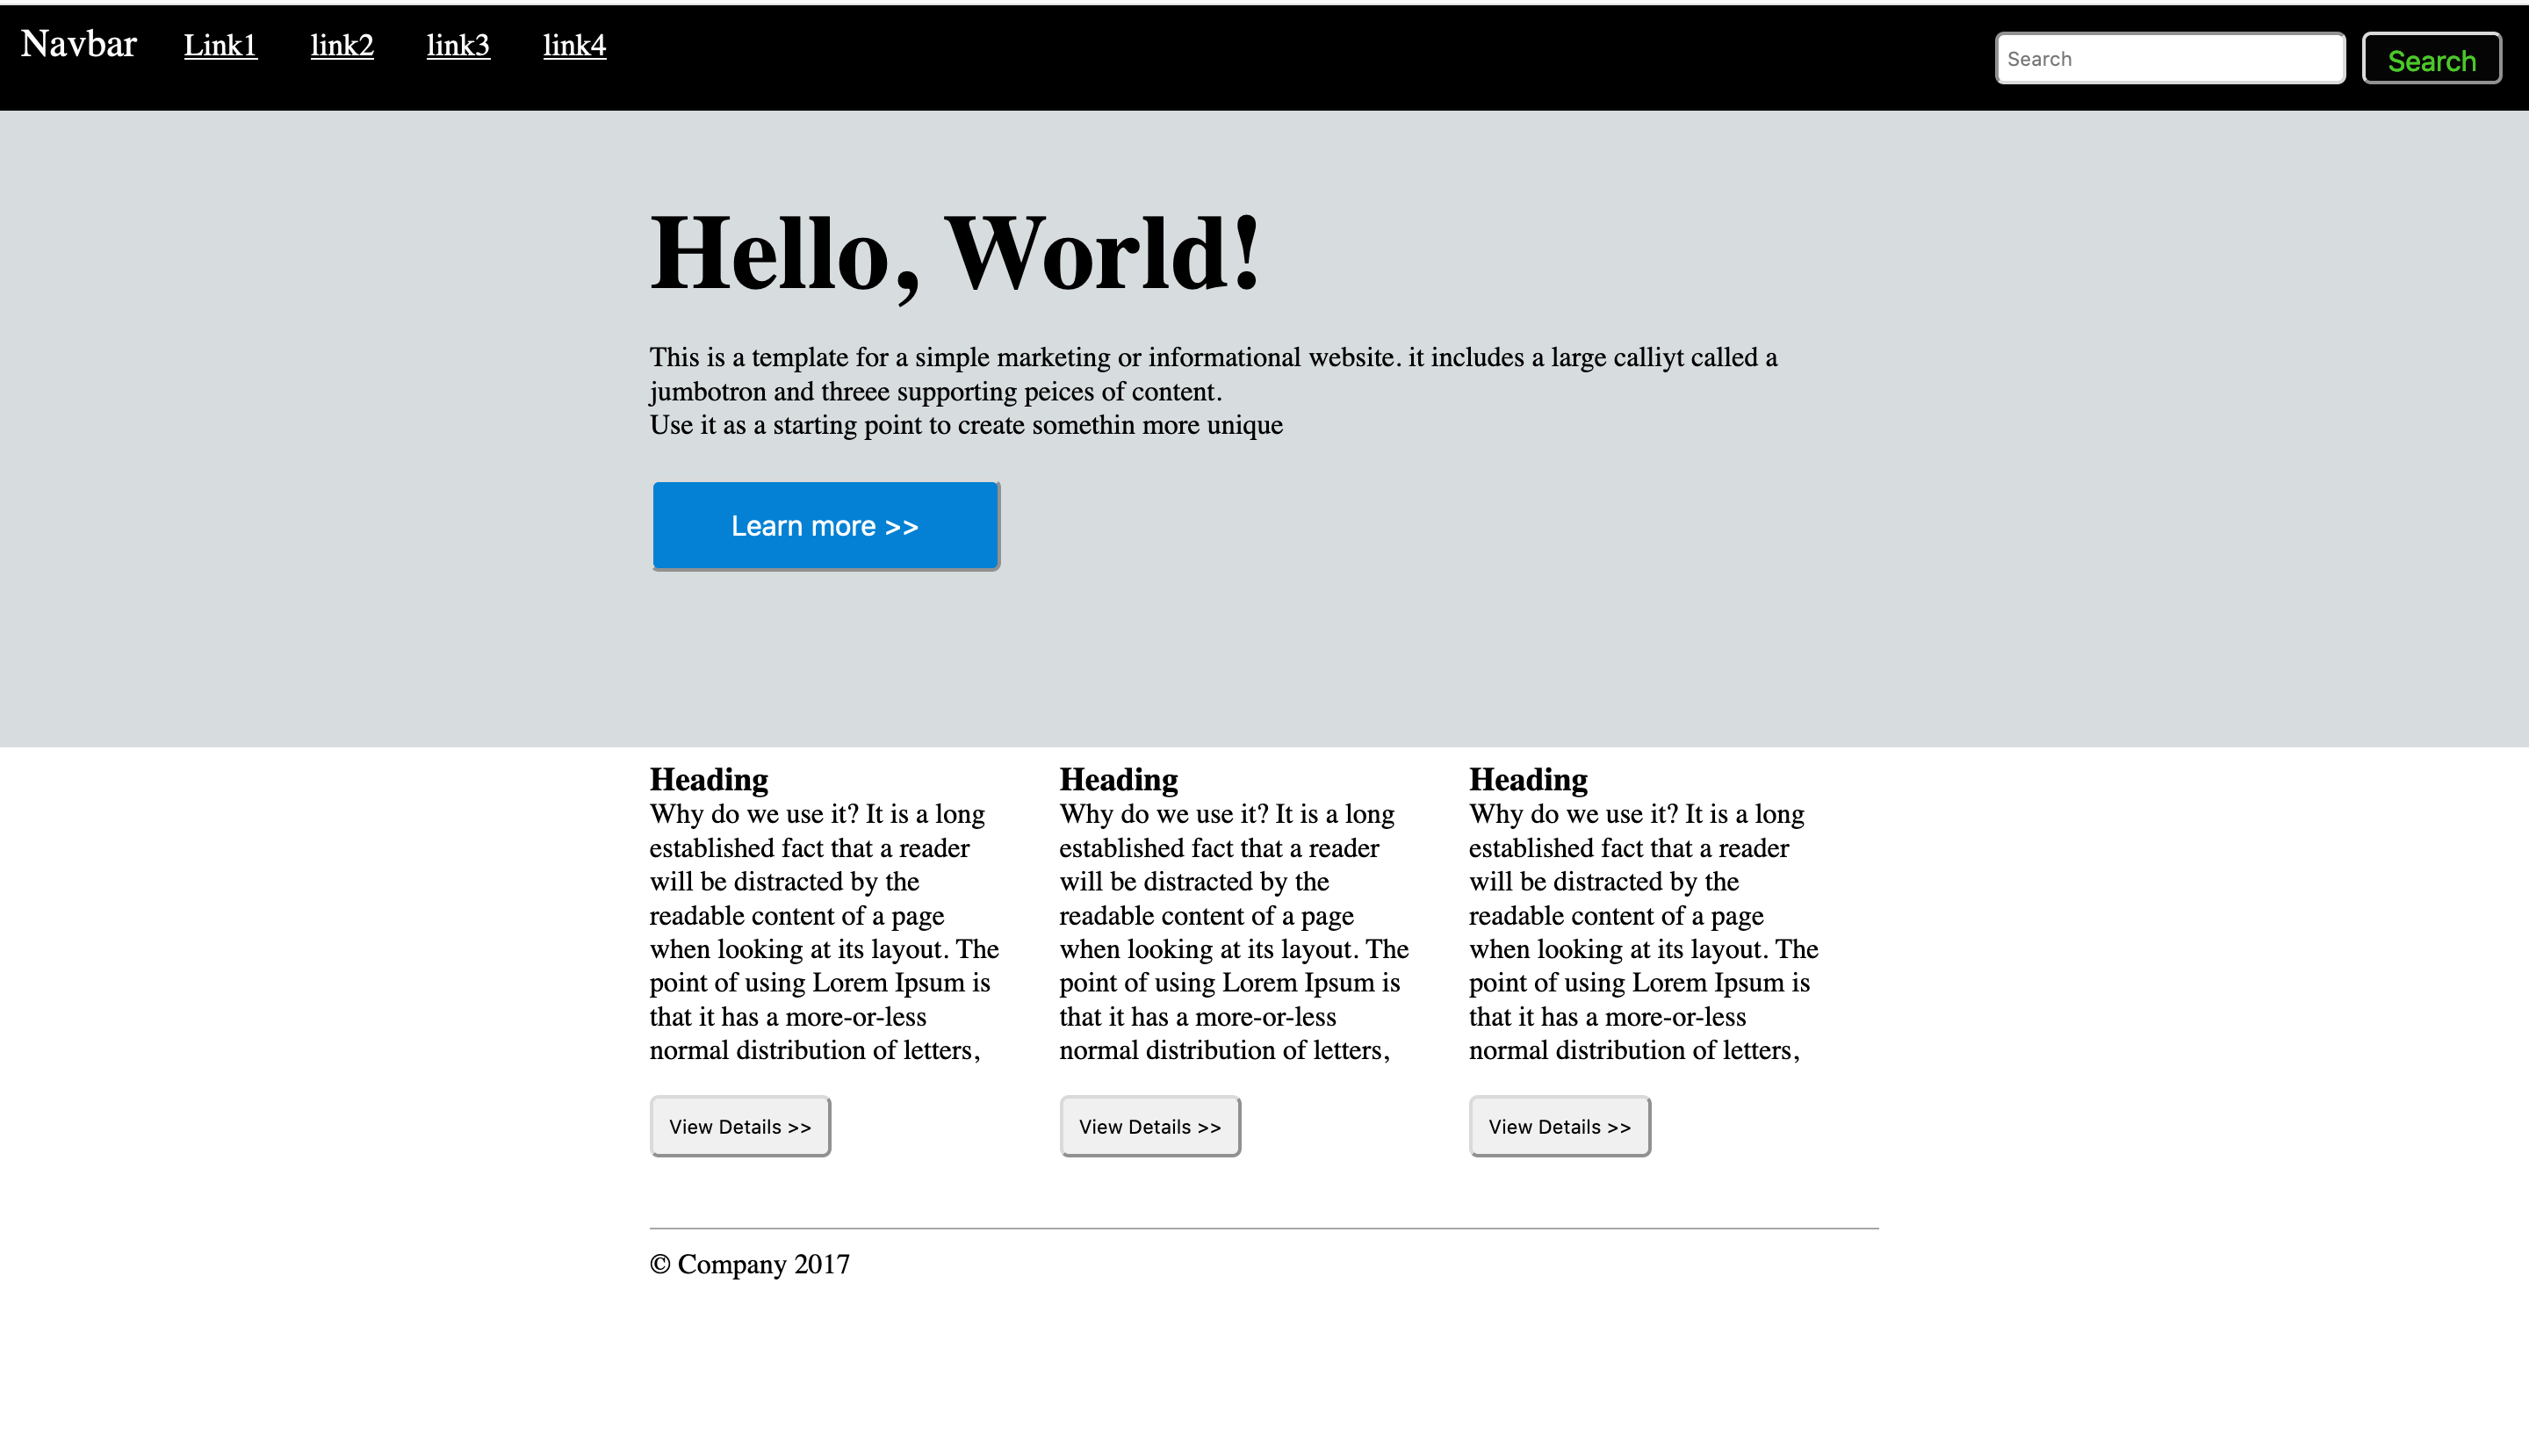 Navbar Link1 link2 link3 link4 Search Search
Hello, World!
This is a template for a simple marketing or informational website. it includes a large calliyt called a
jumbotron and threee supporting peices of content.
Use it as a starting point to create somethin more unique
Learn more >>
Heading
Why do we use it? It is a long
established fact that a reader
will be distracted by the
readable content of a page
when looking at its layout. The
point of using Lorem Ipsum is
that it has a more-or-less
normal distribution of letters,
View Details >>
Heading
Why do we use it? It is a long
established fact that a reader
will be distracted by the
readable content of a page
when looking at its layout. The
point of using Lorem Ipsum is
that it has a more-or-less
normal distribution of letters,
View Details >>
Heading
Why do we use it? It is a long
established fact that a reader
will be distracted by the
readable content of a page
when looking at its layout. The
point of using Lorem Ipsum is
that it has a more-or-less
normal distribution of letters,
View Details >>
© Company 2017